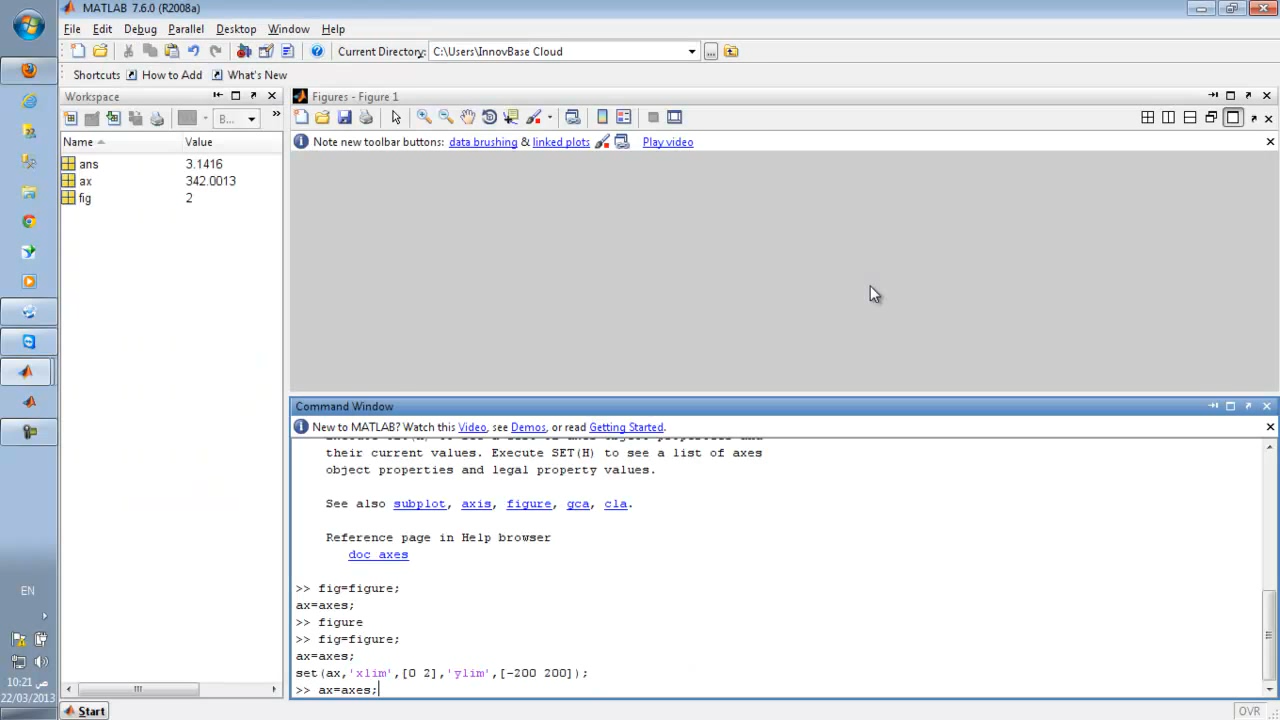 MATLAB 7.6.0 (R2008a)
File Edit Debug Parallel Desktop Window Help
Current Directory: C:\Users\InnovBase Cloud
Shortcuts How to Add What's New
Workspace
B...
Name Value
ans 3.1416
ax 342.0013
fig 2
Figures - Figure 1
Note new toolbar buttons: data brushing & linked plots Play video
Command Window
New to MATLAB? Watch this Video, see Demos, or read Getting Started.
their current values. Execute SET(H) to see a list of axes
object properties and legal property values.
See also subplot, axis, figure, gca, cla.
Reference page in Help browser
doc axes
>> fig=figure;
ax=axes;
>> figure
>> fig=figure;
ax=axes;
set(ax,'xlim',[0 2],'ylim',[-200 200]);
>> ax=axes;
EN
10:21 ص
22/03/2013
Start
OVR